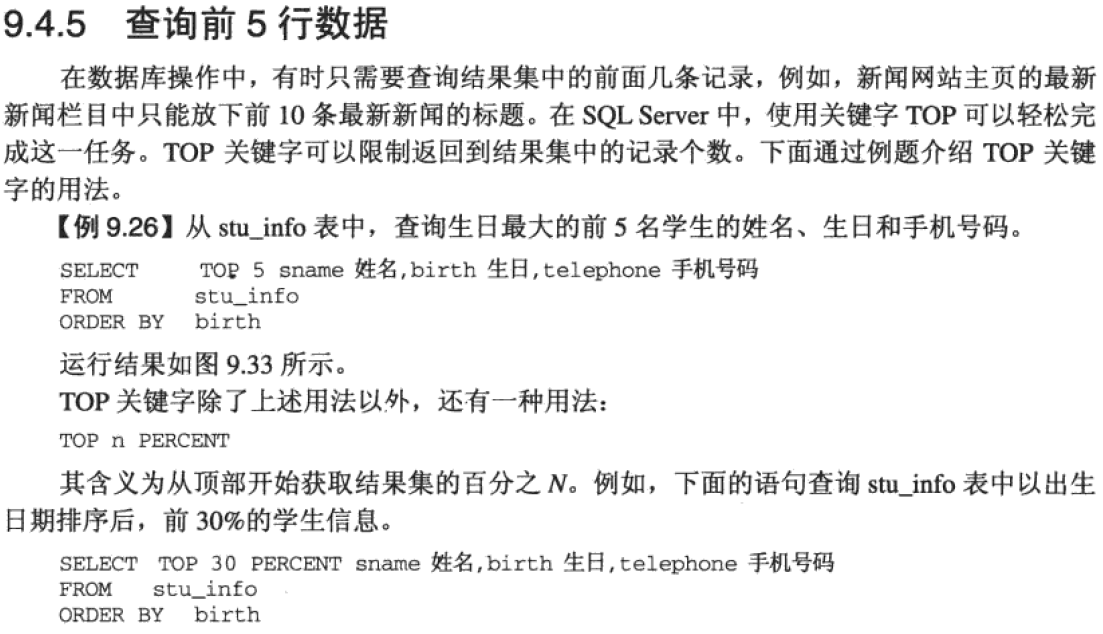 9.4.5 查询前 5 行数据
在数据库操作中，有时只需要查询结果集中的前面几条记录，例如，新闻网站主页的最新
新闻栏目中只能放下前 10 条最新新闻的标题。在 SQL Server 中，使用关键字 TOP 可以轻松完
成这一任务。TOP 关键字可以限制返回到结果集中的记录个数。下面通过例题介绍 TOP 关键
字的用法。
【例 9.26】从 stu_info 表中，查询生日最大的前 5 名学生的姓名、生日和手机号码。
SELECT TOP 5 sname 姓名,birth 生日,telephone 手机号码
FROM stu_info
ORDER BY birth
运行结果如图 9.33 所示。
TOP 关键字除了上述用法以外，还有一种用法：
TOP n PERCENT
其含义为从顶部开始获取结果集的百分之 N。例如，下面的语句查询 stu_info 表中以出生
日期排序后，前 30%的学生信息。
SELECT TOP 30 PERCENT sname 姓名,birth 生日,telephone 手机号码
FROM stu_info
ORDER BY birth